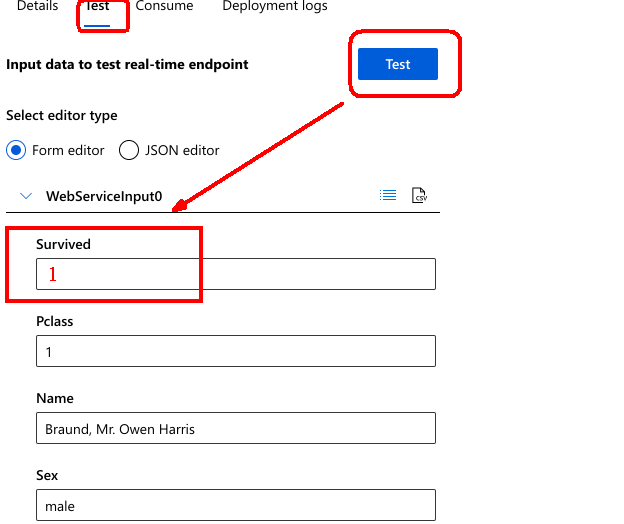 Details Test Consume Deployment logs
Input data to test real-time endpoint Test
Select editor type
Form editor JSON editor
WebServiceInput0 CSV
Survived
1
Pclass
1
Name
Braund, Mr. Owen Harris
Sex
male